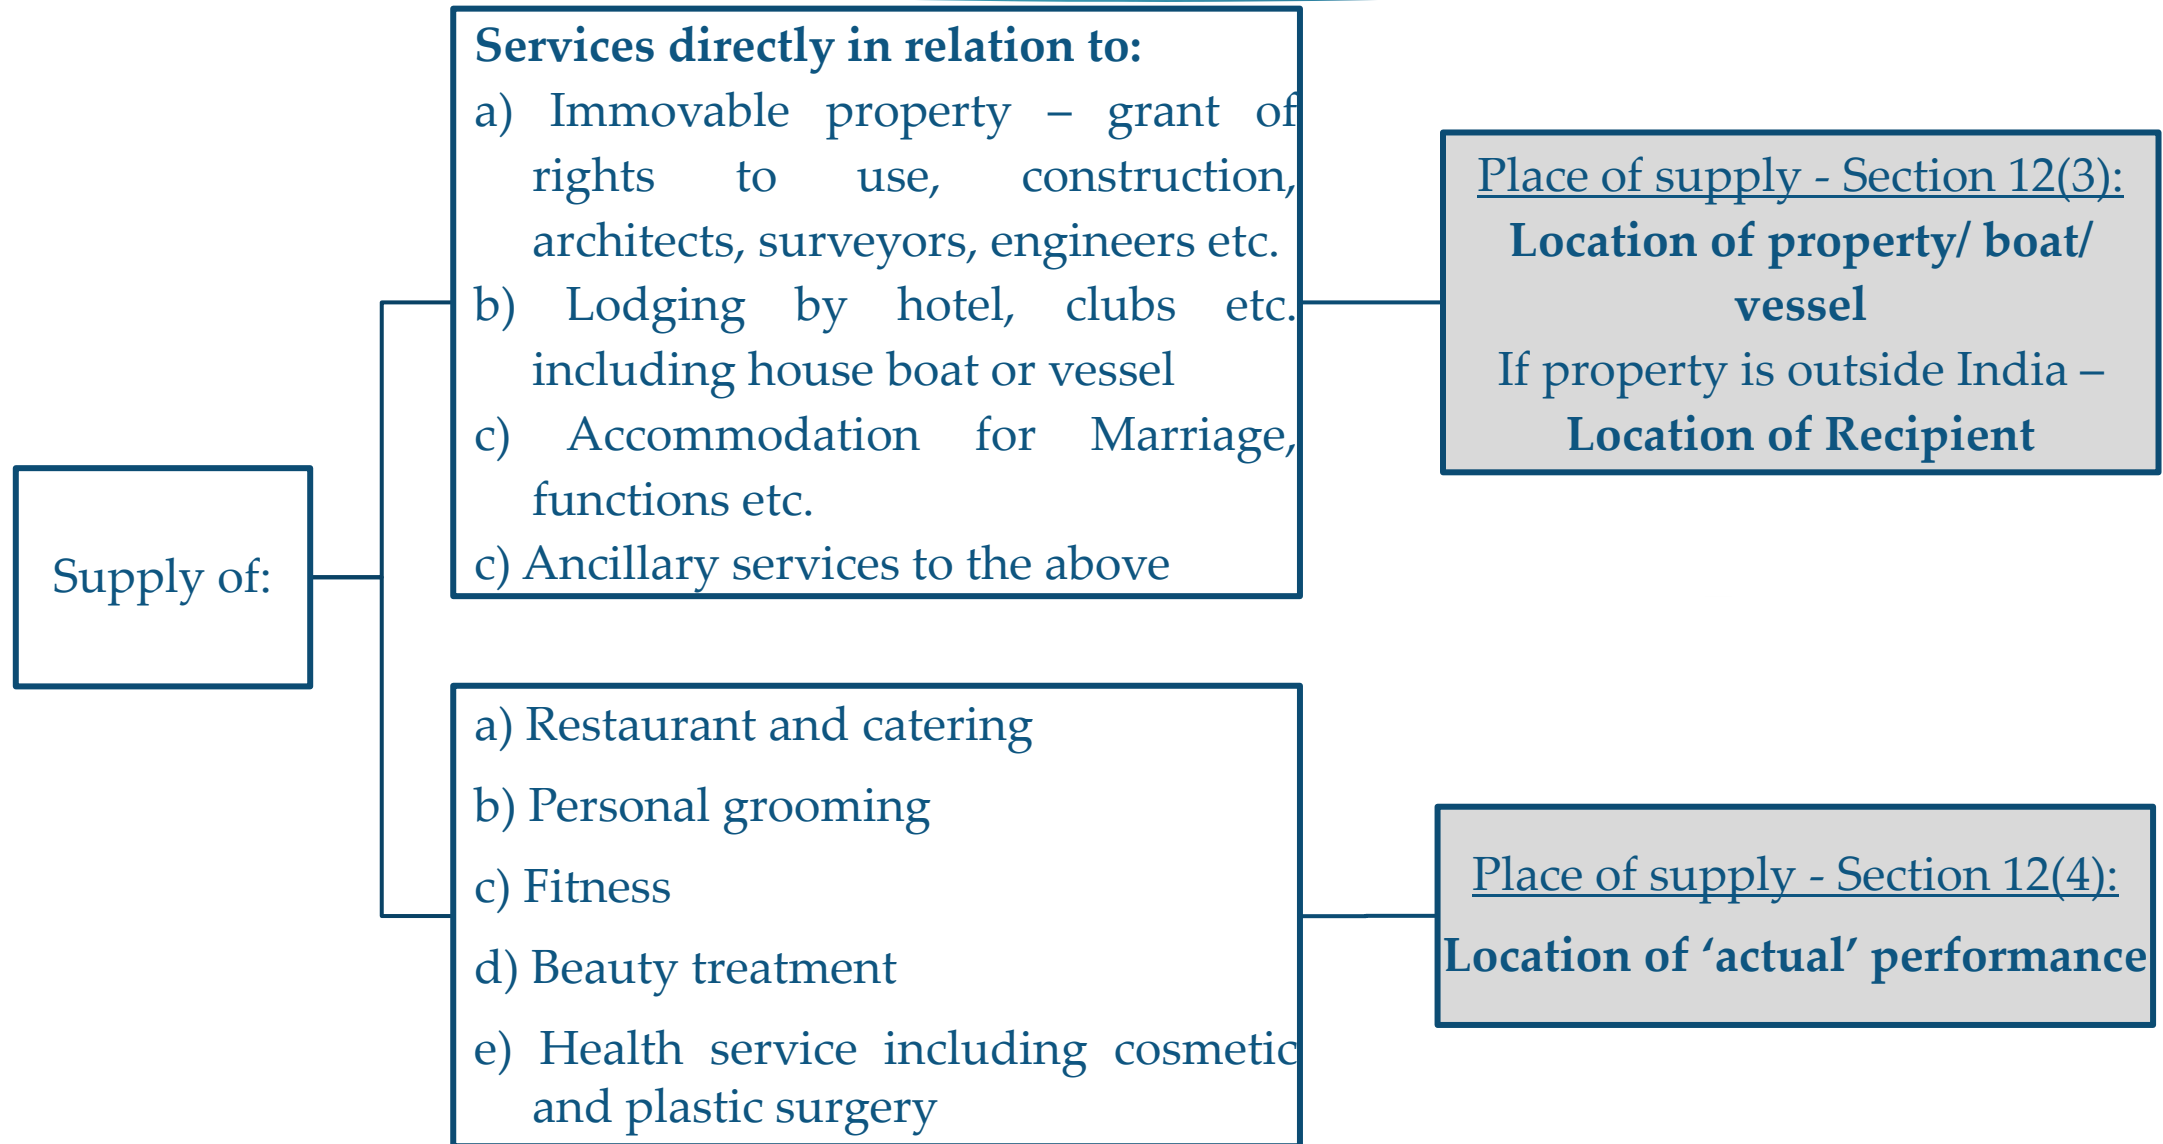 Supply of:
Services directly in relation to:
a) Immovable property – grant of
rights to use, construction,
architects, surveyors, engineers etc.
b) Lodging by hotel, clubs etc.
including house boat or vessel
c) Accommodation for Marriage,
functions etc.
c) Ancillary services to the above
Place of supply - Section 12(3):
Location of property/ boat/
vessel
If property is outside India –
Location of Recipient
a) Restaurant and catering
b) Personal grooming
c) Fitness
d) Beauty treatment
e) Health service including cosmetic
and plastic surgery
Place of supply - Section 12(4):
Location of ‘actual’ performance